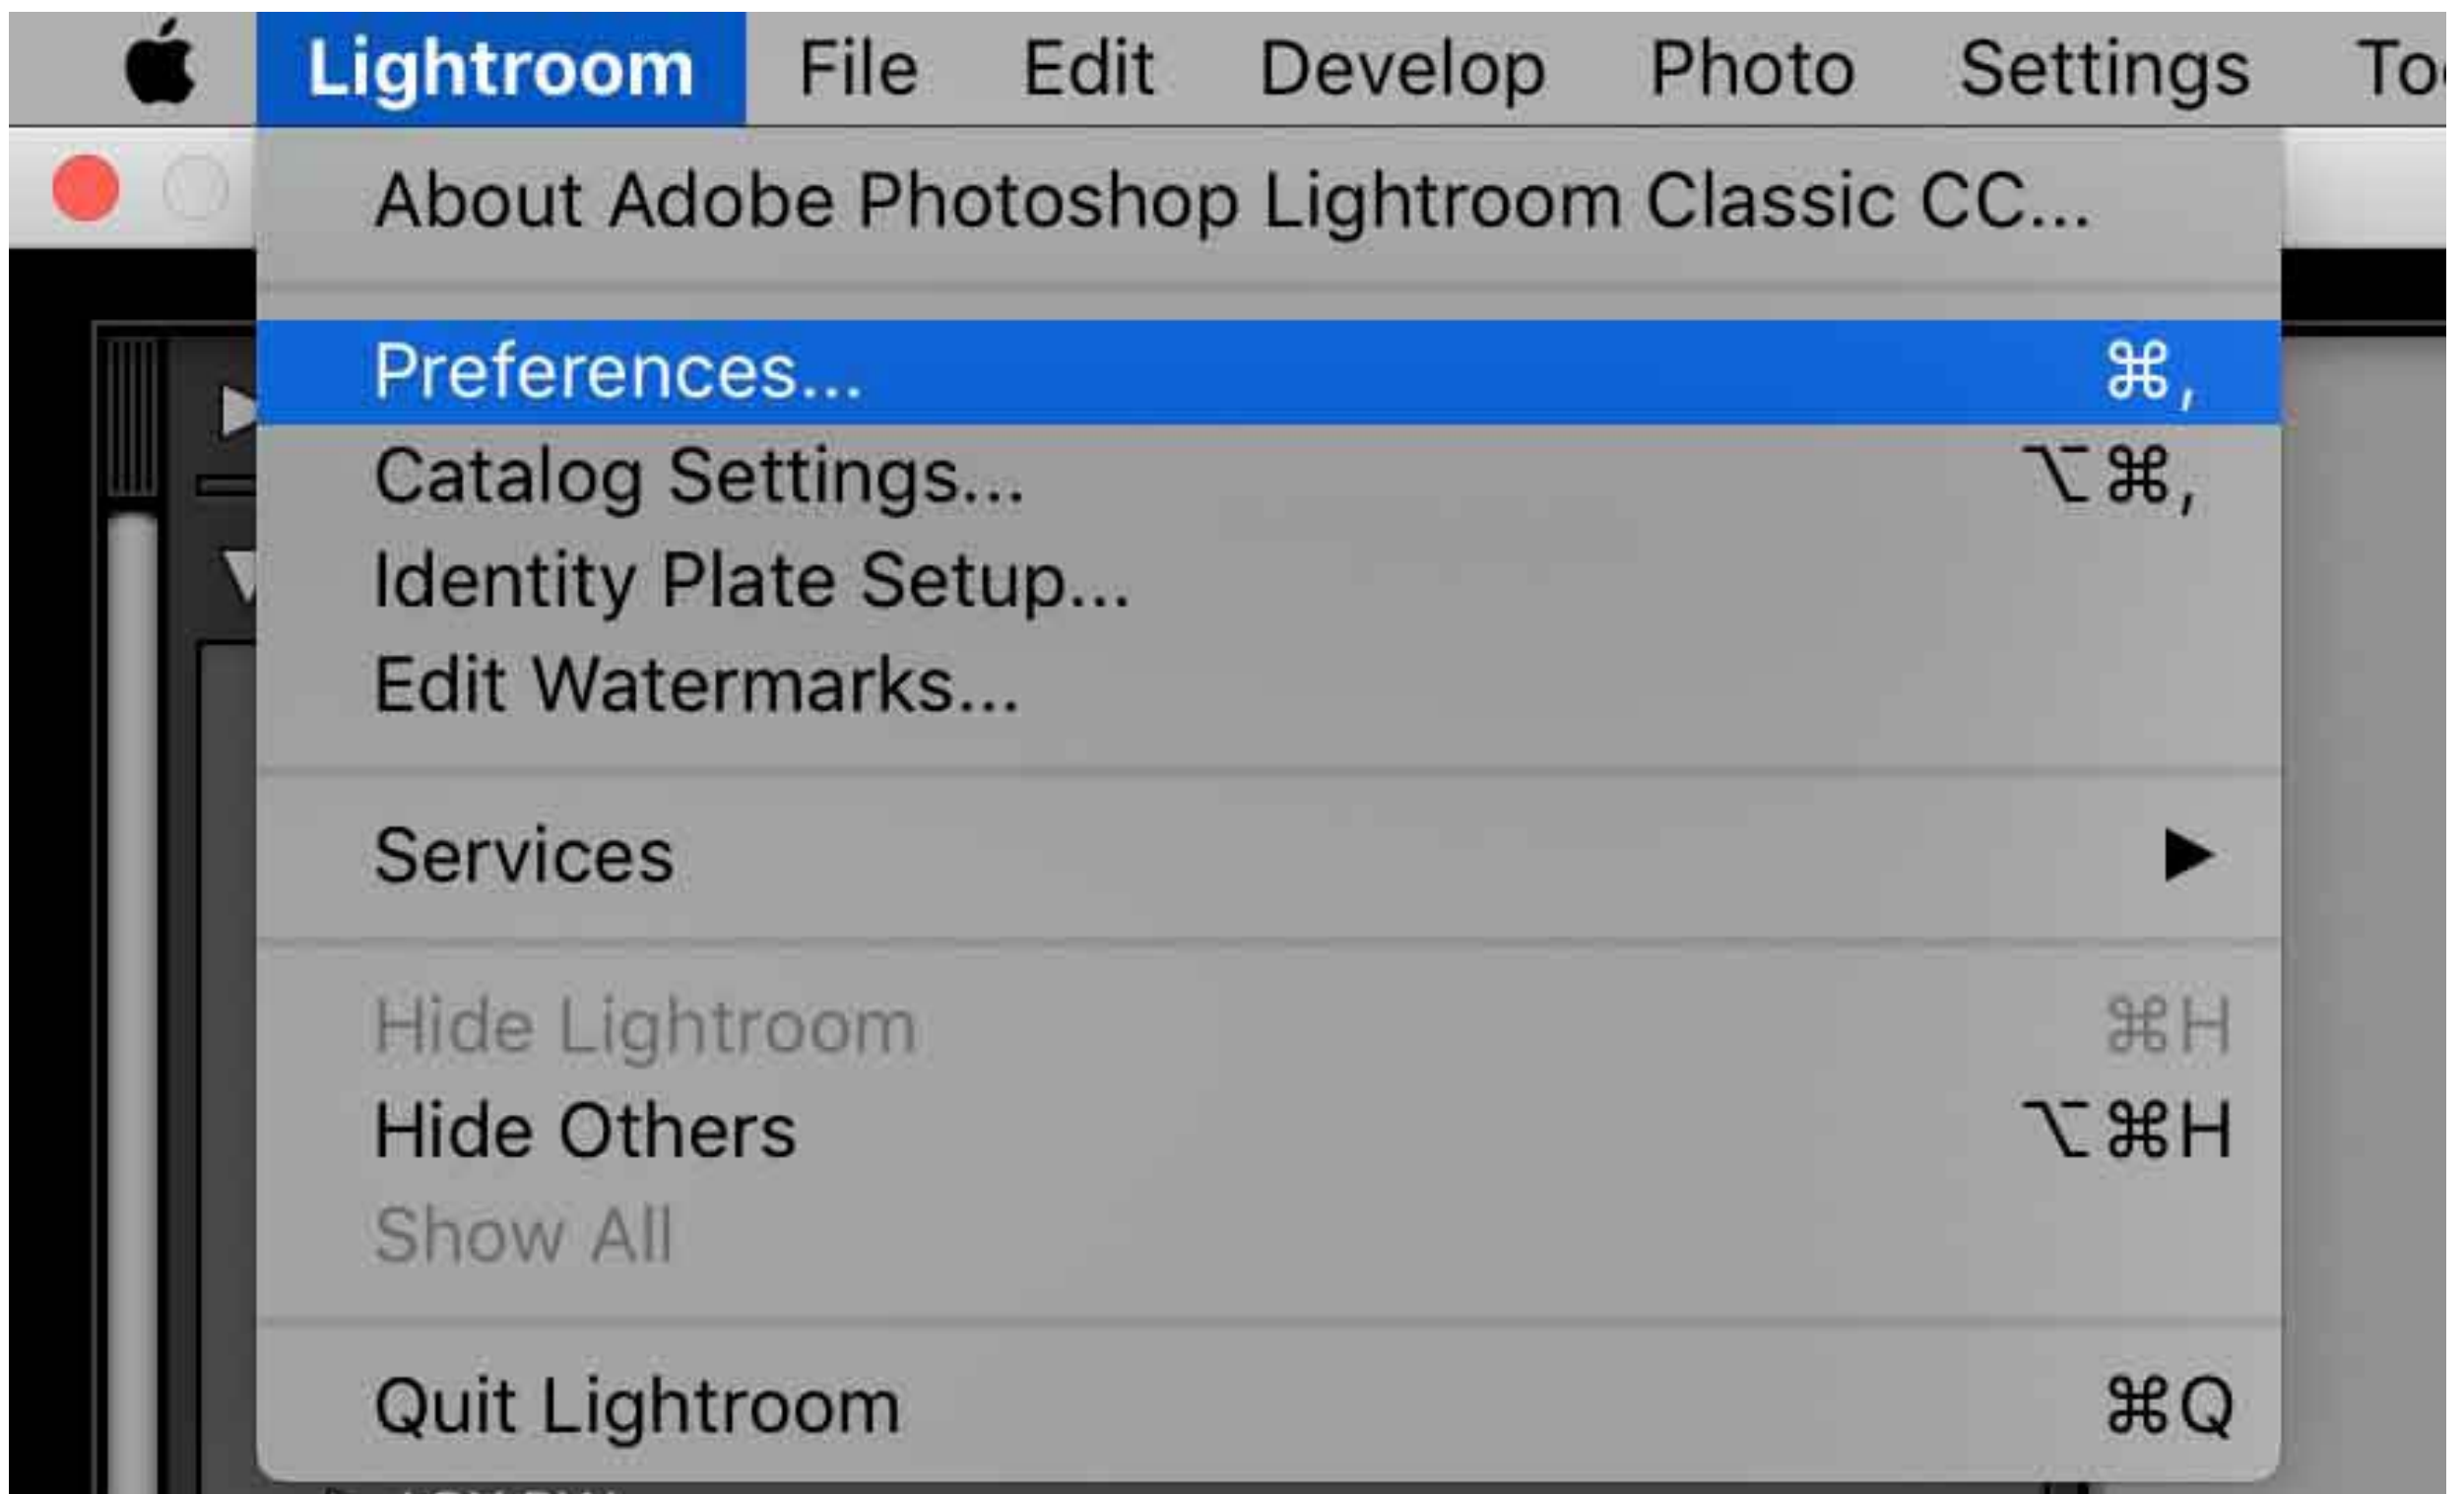 Lightroom File Edit Develop Photo Settings
About Adobe Photoshop Lightroom Classic CC...
Preferences... ⌘,
Catalog Settings... ⌥⌘,
Identity Plate Setup...
Edit Watermarks...
Services ▶
Hide Lightroom ⌘H
Hide Others ⌥⌘H
Show All
Quit Lightroom ⌘Q